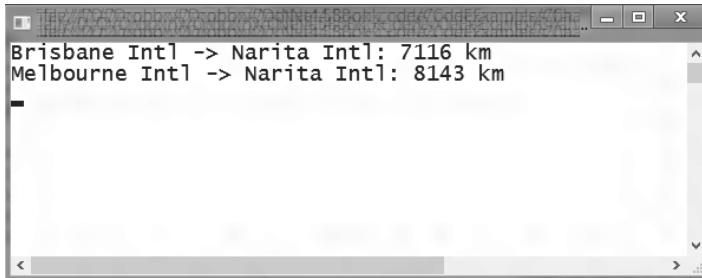 Brisbane Intl -> Narita Intl: 7116 km
Melbourne Intl -> Narita Intl: 8143 km